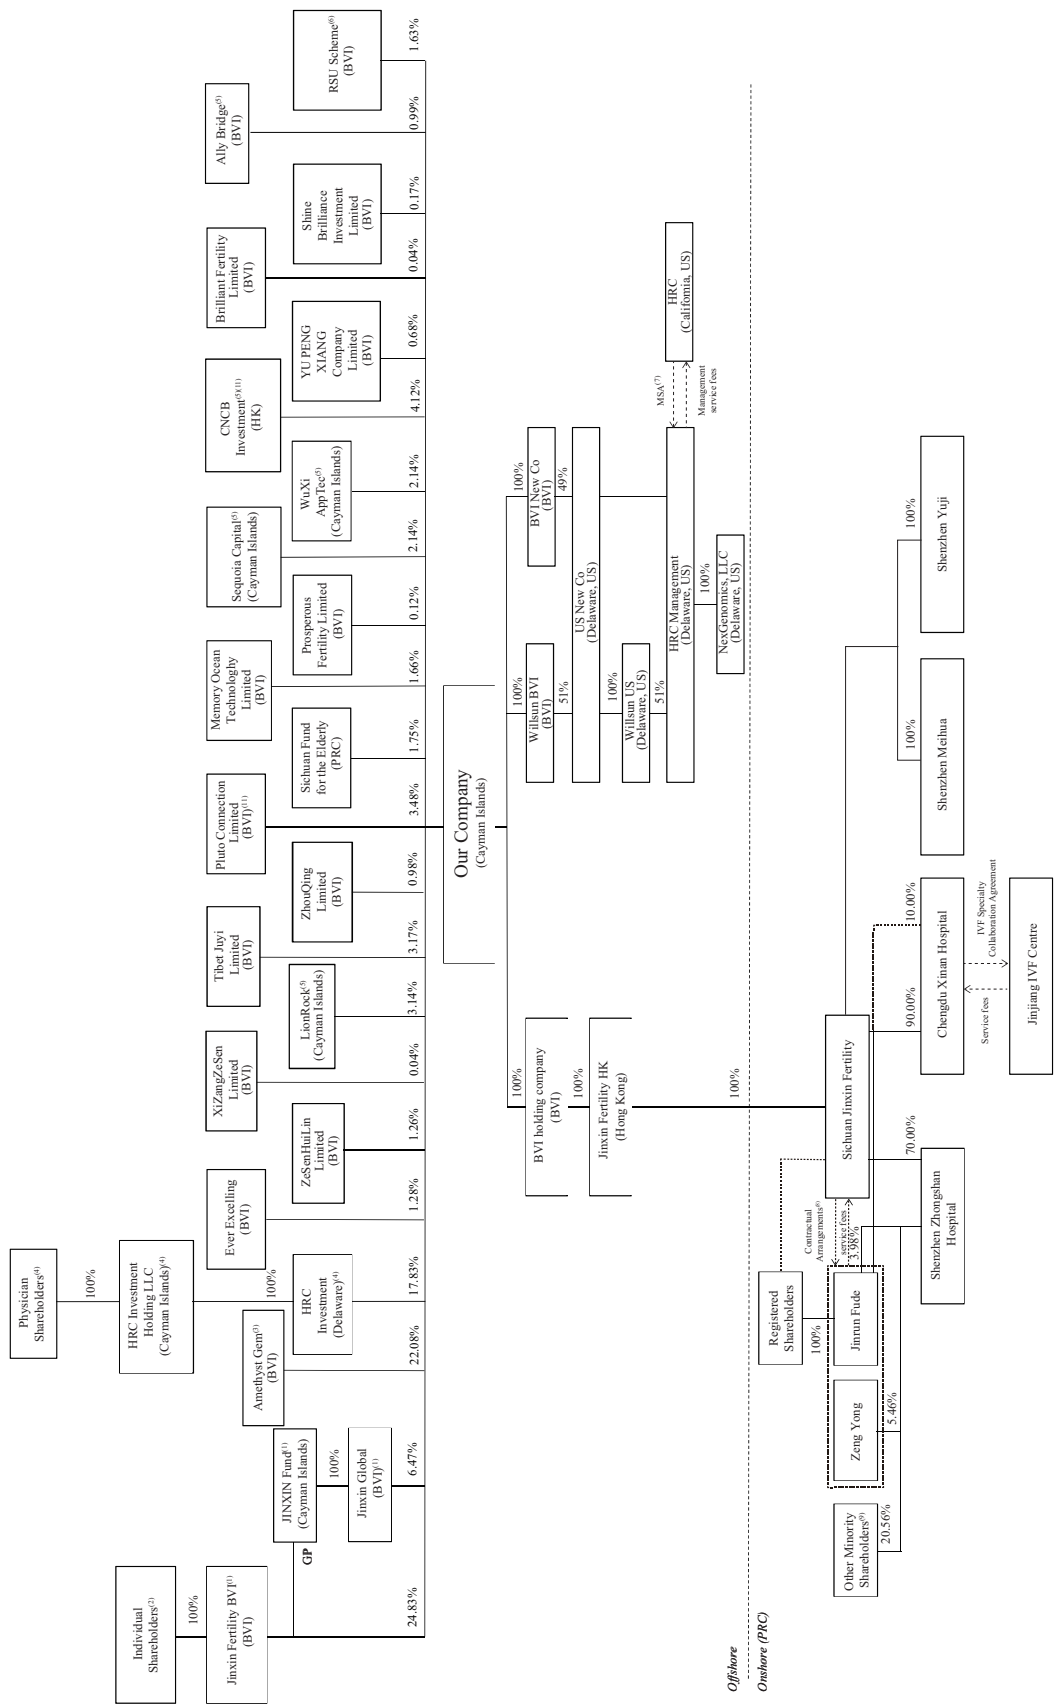 Physician
Shareholders(4)
100%
HRC Investment
Holding LLC
(Cayman Islands)(4)
100%
Individual
Shareholders(2)
100%
Jinxin Fertility BVI(1)
(BVI)
24.83%
GP
JINXIN Fund(1)
(Cayman Islands)
100%
Jinxin Global
(BVI)(1)
6.47%
Amethyst Gem(3)
(BVI)
22.08%
HRC
Investment
(Delaware)(4)
17.83%
Ever Excelling
(BVI)
1.28%
ZeSenHuiLin
Limited
(BVI)
1.26%
XiZangZeSen
Limited
(BVI)
0.04%
LionRock(5)
(Cayman Islands)
3.14%
Tibet Juyi
Limited
(BVI)
3.17%
ZhouQing
Limited
(BVI)
0.98%
Pluto Connection
Limited
(BVI)(11)
3.48%
Sichuan Fund
for the Elderly
(PRC)
1.75%
Memory Ocean
Technologhy
Limited
(BVI)
1.66%
Prosperous
Fertility Limited
(BVI)
0.12%
Sequoia Capital(5)
(Cayman Islands)
2.14%
WuXi
AppTec(5)
(Cayman Islands)
2.14%
CNCB
Investment(5)(11)
(HK)
4.12%
YU PENG
XIANG
Company
Limited
(BVI)
0.68%
Brilliant Fertility
Limited
(BVI)
0.04%
Shine
Brilliance
Investment
Limited
(BVI)
0.17%
Ally Bridge(5)
(BVI)
0.99%
RSU Scheme(6)
(BVI)
1.63%
Our Company
(Cayman Islands)
100%
BVI holding company
(BVI)
100%
Jinxin Fertility HK
(Hong Kong)
100%
100%
Willsun BVI
(BVI)
51%
100%
BVI New Co
(BVI)
49%
US New Co
(Delaware, US)
100%
Willsun US
(Delaware, US)
51%
HRC Management
(Delaware, US)
100%
NexGenomics, LLC
(Delaware, US)
MSA(7)
Management
service fees
HRC
(California, US)
Offshore
Onshore (PRC)
Registered
Shareholders
100%
Contractual
Arrangements(8)
service fees
3.98%
Sichuan Jinxin Fertility
Other Minority
Shareholders(9)
20.56%
Zeng Yong
5.46%
Jinrun Fude
70.00%
90.00%
10.00%
100%
100%
Shenzhen Zhongshan
Hospital
Chengdu Xinan Hospital
Shenzhen Meihua
Shenzhen Yuji
Service fees
IVF Specialty
Collaboration Agreement
Jinjiang IVF Centre